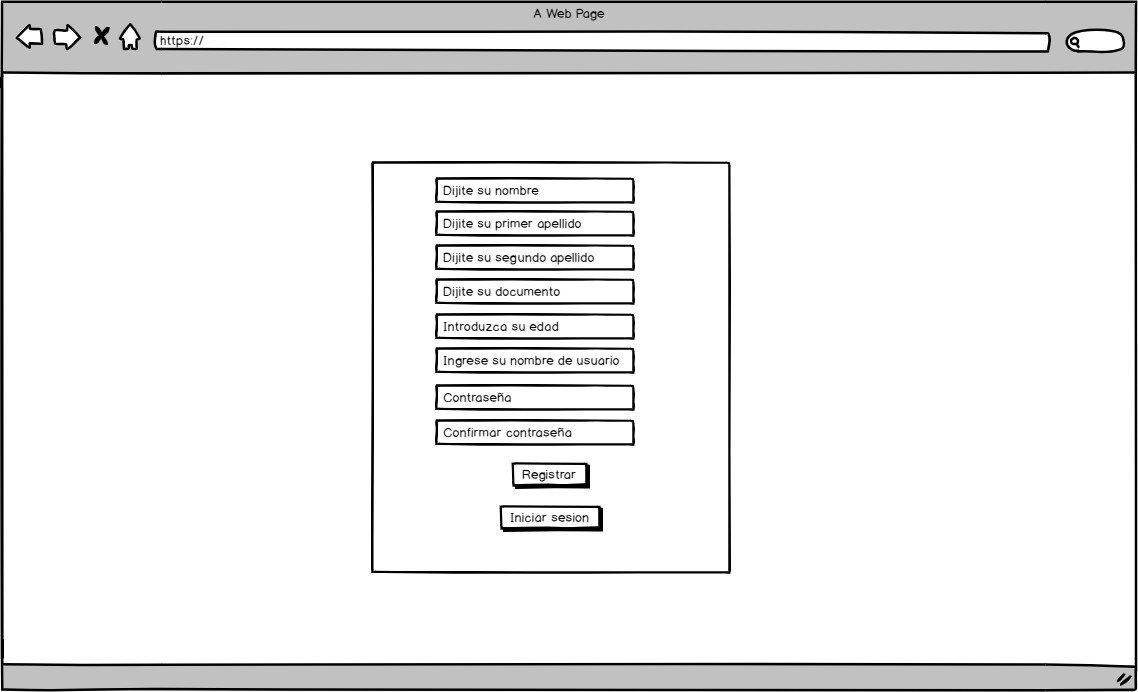 A Web Page
https://
Dijite su nombre
Dijite su primer apellido
Dijite su segundo apellido
Dijite su documento
Introduzca su edad
Ingrese su nombre de usuario
Contraseña
Confirmar contraseña
Registrar
Iniciar sesion